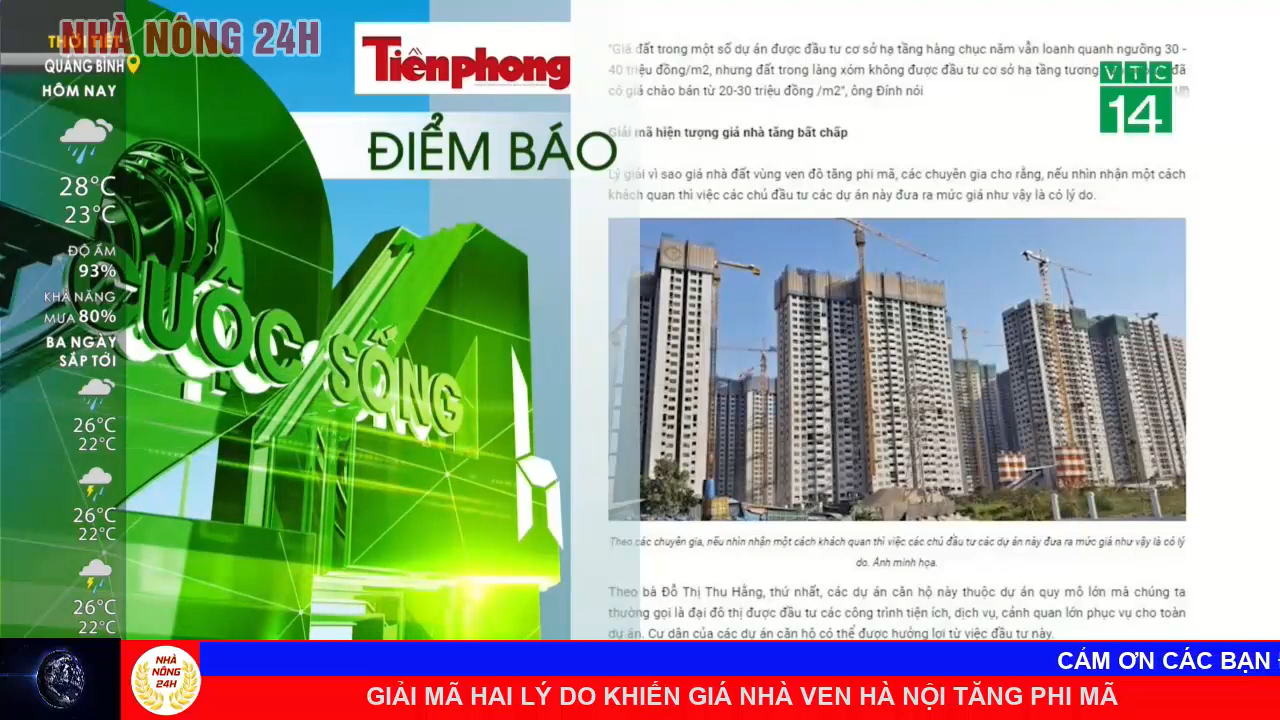 NHÀ NÔNG 24H
THỜI TIẾT
QUẢNG BÌNH
HÔM NAY
28°C
23°C
ĐỘ ẨM
93%
KHẢ NĂNG
MƯA 80%
BA NGÀY
SẮP TỚI
26°C
22°C
26°C
22°C
26°C
22°C
CUỘC SỐNG
Tiền phong
ĐIỂM BÁO
"Giá đất trong một số dự án được đầu tư cơ sở hạ tầng hàng chục năm vẫn loanh quanh ngưỡng 30 -
40 triệu đồng/m2, nhưng đất trong làng xóm không được đầu tư cơ sở hạ tầng tương đã
có giá chào bán từ 20-30 triệu đồng /m2", ông Đính nói
VTC
14
Giải mã hiện tượng giá nhà tăng bất chấp
Lý giải vì sao giá nhà đất vùng ven đô tăng phi mã, các chuyên gia cho rằng, nếu nhìn nhận một cách
khách quan thì việc các chủ đầu tư các dự án này đưa ra mức giá như vậy là có lý do.
Theo các chuyên gia, nếu nhìn nhận một cách khách quan thì việc các chủ đầu tư các dự án này đưa ra mức giá như vậy là có lý
do. Ảnh minh họa.
Theo bà Đỗ Thị Thu Hằng, thứ nhất, các dự án căn hộ này thuộc dự án quy mô lớn mà chúng ta
thường gọi là đại đô thị được đầu tư các công trình tiện ích, dịch vụ, cảnh quan lớn phục vụ cho toàn
dự án. Cư dân của các dự án căn hộ có thể được hưởng lợi từ việc đầu tư này.
NHÀ
NÔNG
24H
CÁM ƠN CÁC BẠN
GIẢI MÃ HAI LÝ DO KHIẾN GIÁ NHÀ VEN HÀ NỘI TĂNG PHI MÃ